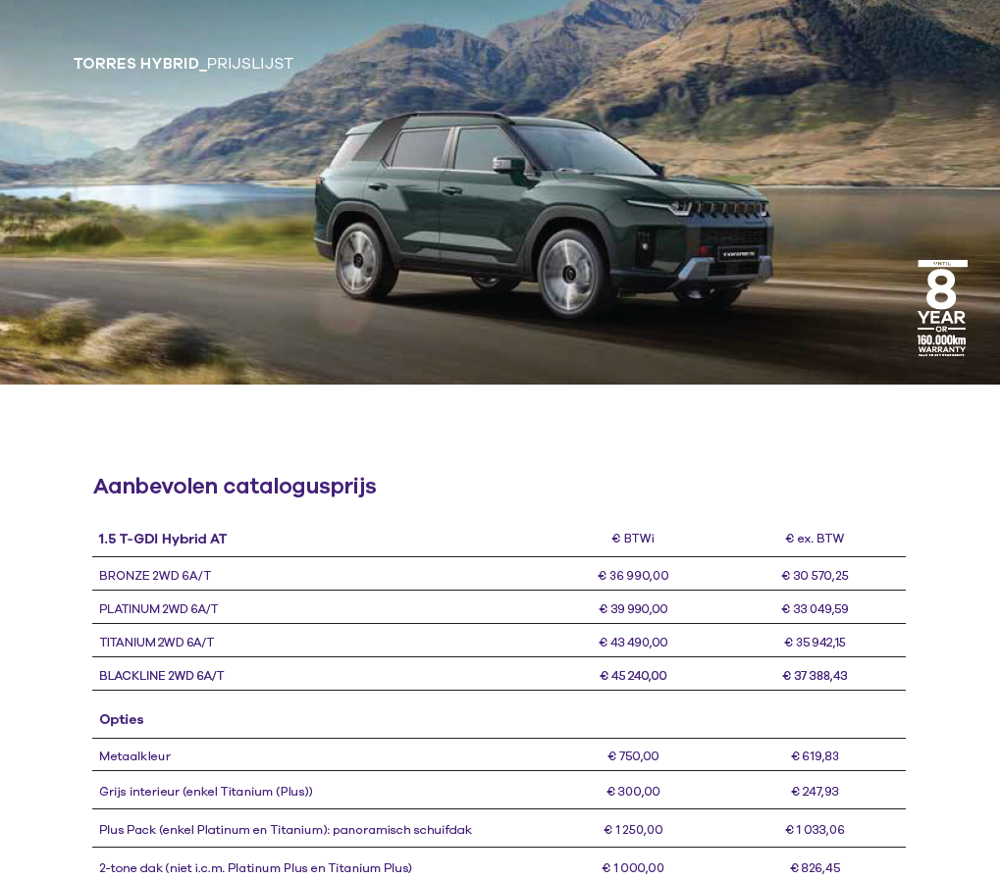 TORRES HYBRID_PRIJSLIJST
TORRES
UNTIL
8
YEAR
OR
160.000km
WARRANTY
Aanbevolen catalogusprijs
1.5 T-GDI Hybrid AT € BTWi € ex. BTW
BRONZE 2WD 6A/T € 36 990,00 € 30 570,25
PLATINUM 2WD 6A/T € 39 990,00 € 33 049,59
TITANIUM 2WD 6A/T € 43 490,00 € 35 942,15
BLACKLINE 2WD 6A/T € 45 240,00 € 37 388,43
Opties
Metaalkleur € 750,00 € 619,83
Grijs interieur (enkel Titanium (Plus)) € 300,00 € 247,93
Plus Pack (enkel Platinum en Titanium): panoramisch schuifdak € 1 250,00 € 1 033,06
2-tone dak (niet i.c.m. Platinum Plus en Titanium Plus) € 1 000,00 € 826,45